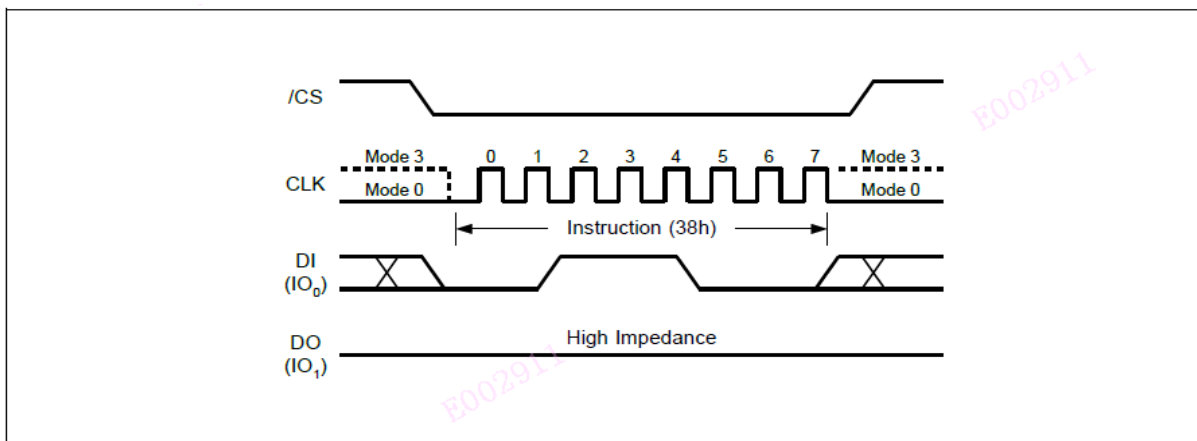 E002911
/CS
Mode 3 0 1 2 3 4 5 6 7 Mode 3
CLK
Mode 0 Mode 0
Instruction (38h)
DI
(IO0)
High Impedance
DO
(IO1)
E002911